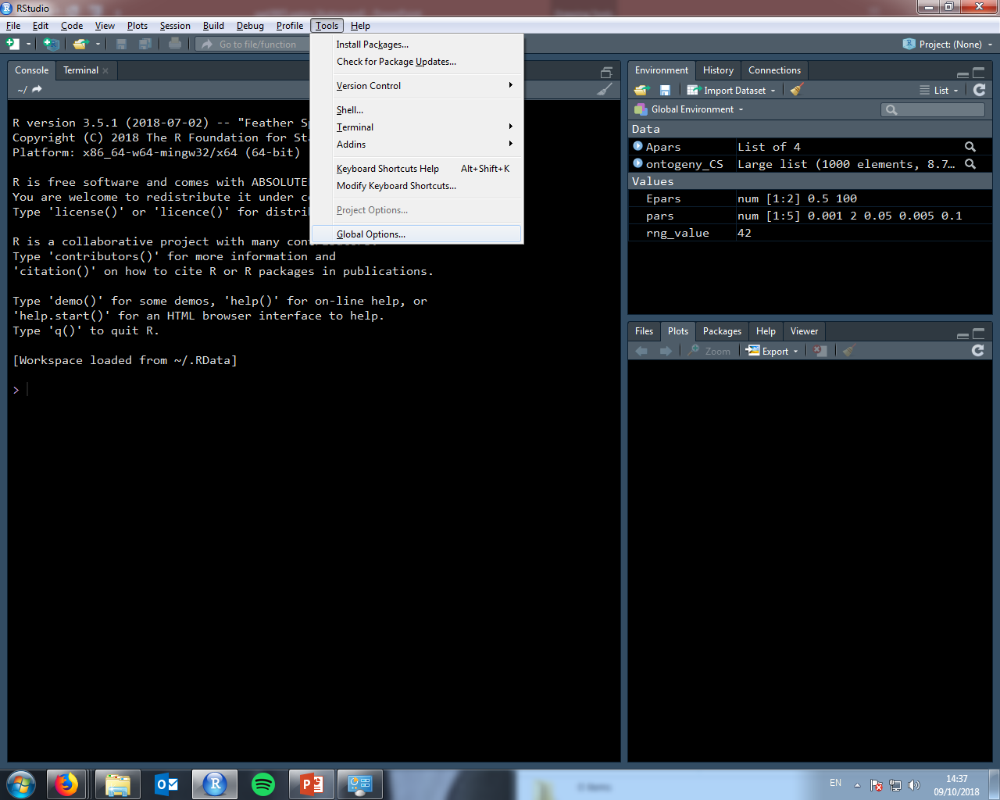 RStudio
File Edit Code View Plots Session Build Debug Profile Tools Help
Go to file/function
Project: (None)
Install Packages...
Check for Package Updates...
Version Control
Shell...
Terminal
Addins
Keyboard Shortcuts Help Alt+Shift+K
Modify Keyboard Shortcuts...
Project Options...
Global Options...
Console Terminal
~/
R version 3.5.1 (2018-07-02) -- "Feather Sp
Copyright (C) 2018 The R Foundation for Sta
Platform: x86_64-w64-mingw32/x64 (64-bit)
R is free software and comes with ABSOLUTE
You are welcome to redistribute it under c
Type 'license()' or 'licence()' for distri
R is a collaborative project with many
Type 'contributors()' for more information and
'citation()' on how to cite R or R packages in publications.
Type 'demo()' for some demos, 'help()' for on-line help, or
'help.start()' for an HTML browser interface to help.
Type 'q()' to quit R.
[Workspace loaded from ~/.RData]
>
Environment History Connections
Import Dataset List
Global Environment
Data
Apars List of 4
ontogeny_CS Large list (1000 elements, 8.7…
Values
Epars num [1:2] 0.5 100
pars num [1:5] 0.001 2 0.05 0.005 0.1
rng_value 42
Files Plots Packages Help Viewer
Zoom Export
EN
14:37
09/10/2018